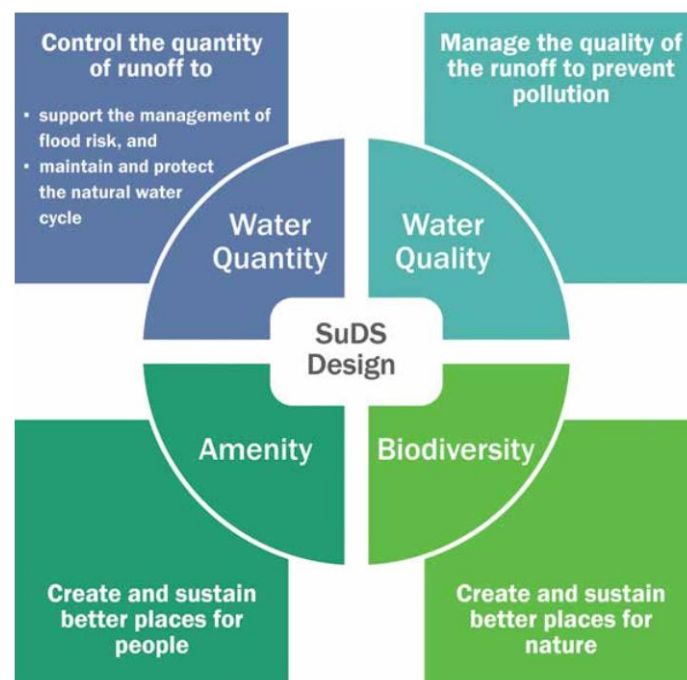 Control the quantity
of runoff to
• support the management of
flood risk, and
• maintain and protect
the natural water
cycle
Manage the quality of
the runoff to prevent
pollution
Water
Quantity
Water
Quality
SuDS
Design
Amenity
Biodiversity
Create and sustain
better places for
people
Create and sustain
better places for
nature